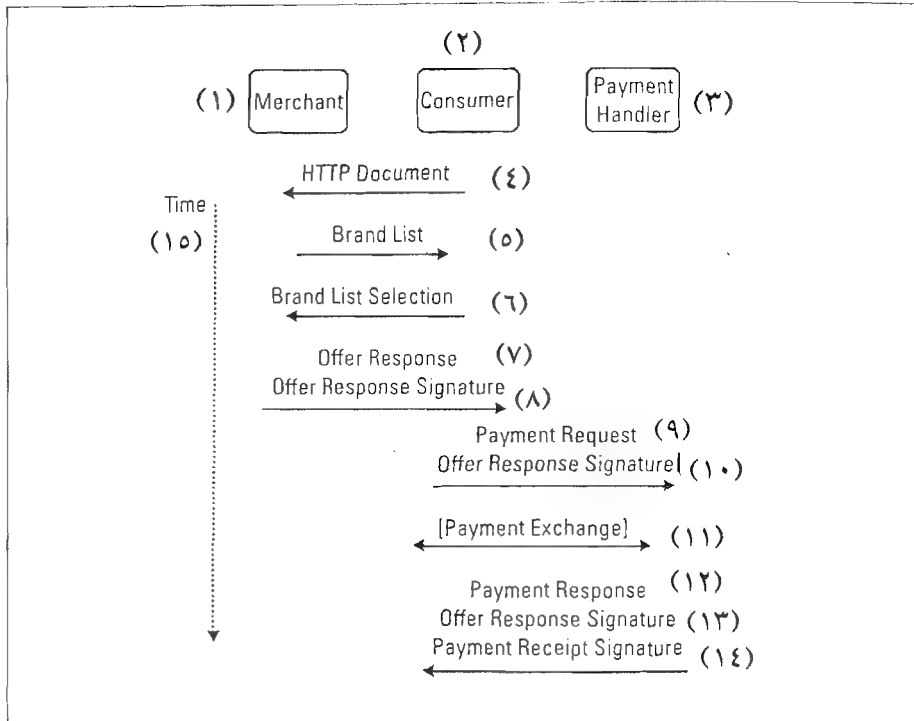 (٢)
(١) Merchant Consumer Payment Handler (٣)
HTTP Document (٤)
Time
(١٥) Brand List (٥)
Brand List Selection (٦)
Offer Response (٧)
Offer Response Signature (٨)
Payment Request (٩)
Offer Response Signature (١٠)
[Payment Exchange] (١١)
Payment Response (١٢)
Offer Response Signature (١٣)
Payment Receipt Signature (١٤)